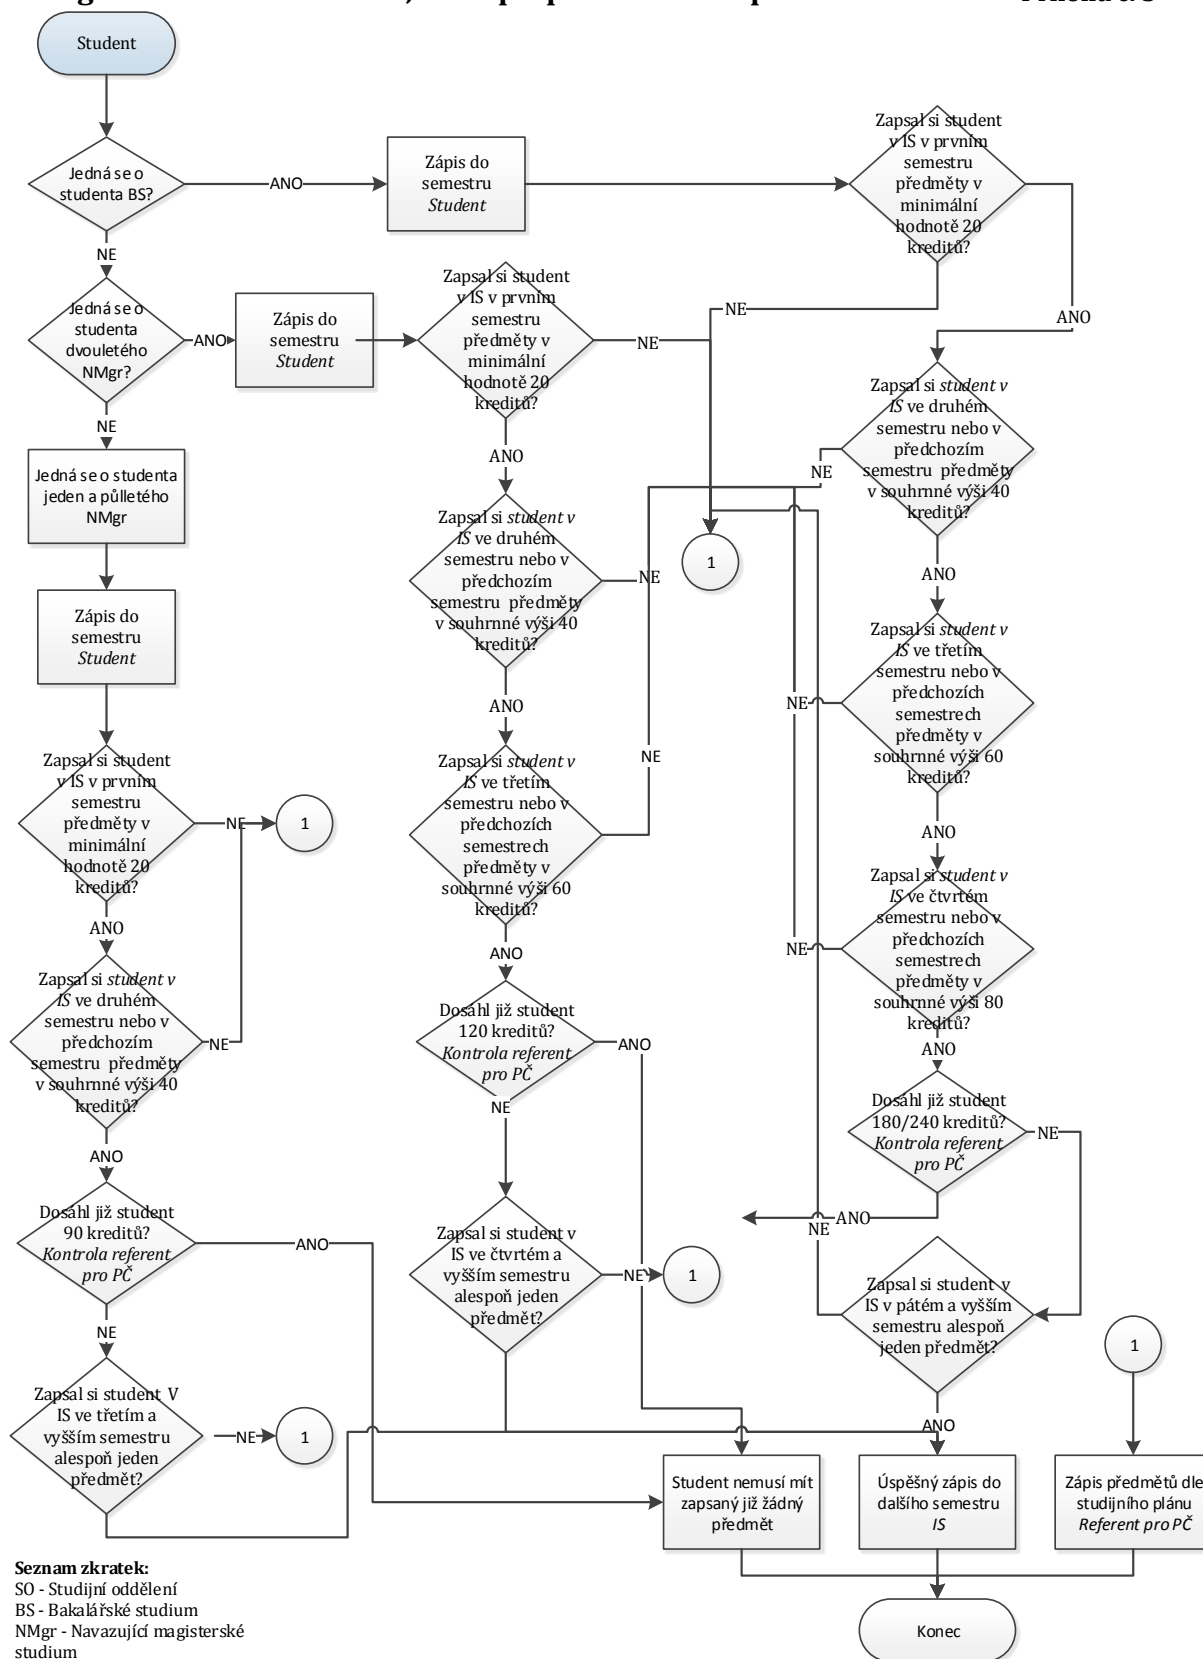 Student
Jedná se o
studenta BS?
ANO
Zápis do
semestru
Student
Zapsal si student
v IS v prvním
semestru
předměty v
minimální
hodnotě 20
kreditů?
NE
NE
ANO
Jedná se o
studenta
dvouletého
NMgr?
ANO
Zápis do
semestru
Student
Zapsal si student
v IS v prvním
semestru
předměty v
minimální
hodnotě 20
kreditů?
NE
NE
ANO
Zapsal si student v
IS ve druhém
semestru nebo v
předchozím
semestru předměty
v souhrnné výši 40
kreditů?
NE
ANO
Jedná se o studenta
jeden a půlletého
NMgr
Zapsal si student v
IS ve druhém
semestru nebo v
předchozím
semestru předměty
v souhrnné výši 40
kreditů?
NE
1
ANO
Zápis do
semestru
Student
ANO
Zapsal si student v
IS ve třetím
semestru nebo v
předchozích
semestrech
předměty v
souhrnné výši 60
kreditů?
NE
Zapsal si student
v IS v prvním
semestru
předměty v
minimální
hodnotě 20
kreditů?
NE
1
Zapsal si student v
IS ve třetím
semestru nebo v
předchozích
semestrech
předměty v
souhrnné výši 60
kreditů?
NE
ANO
ANO
ANO
Zapsal si student v
IS ve čtvrtém
semestru nebo v
předchozích
semestrech
předměty v
souhrnné výši 80
kreditů?
NE
Zapsal si student v
IS ve druhém
semestru nebo v
předchozím
semestru předměty
v souhrnné výši 40
kreditů?
NE
Dosáhl již student
120 kreditů?
Kontrola referent
pro PČ
ANO
ANO
NE
Dosáhl již student
180/240 kreditů?
Kontrola referent
pro PČ
NE
ANO
ANO
NE
Dosáhl již student
90 kreditů?
Kontrola referent
pro PČ
ANO
Zapsal si student v
IS ve čtvrtém a
vyšším semestru
alespoň jeden
předmět?
NE
1
Zapsal si student v
IS v pátém a vyšším
semestru alespoň
jeden předmět?
NE
1
Zapsal si student V
IS ve třetím a
vyšším semestru
alespoň jeden
předmět?
NE
1
ANO
Student nemusí mít
zapsaný již žádný
předmět
Úspěšný zápis do
dalšího semestru
IS
Zápis předmětů dle
studijního plánu
Referent pro PČ
Seznam zkratek:
SO - Studijní oddělení
BS - Bakalářské studium
NMgr - Navazující magisterské
studium
Konec